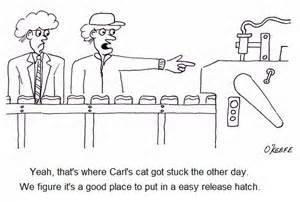 O'KEEFE
Yeah, that's where Carl's cat got stuck the other day.
We figure it's a good place to put in a easy release hatch.